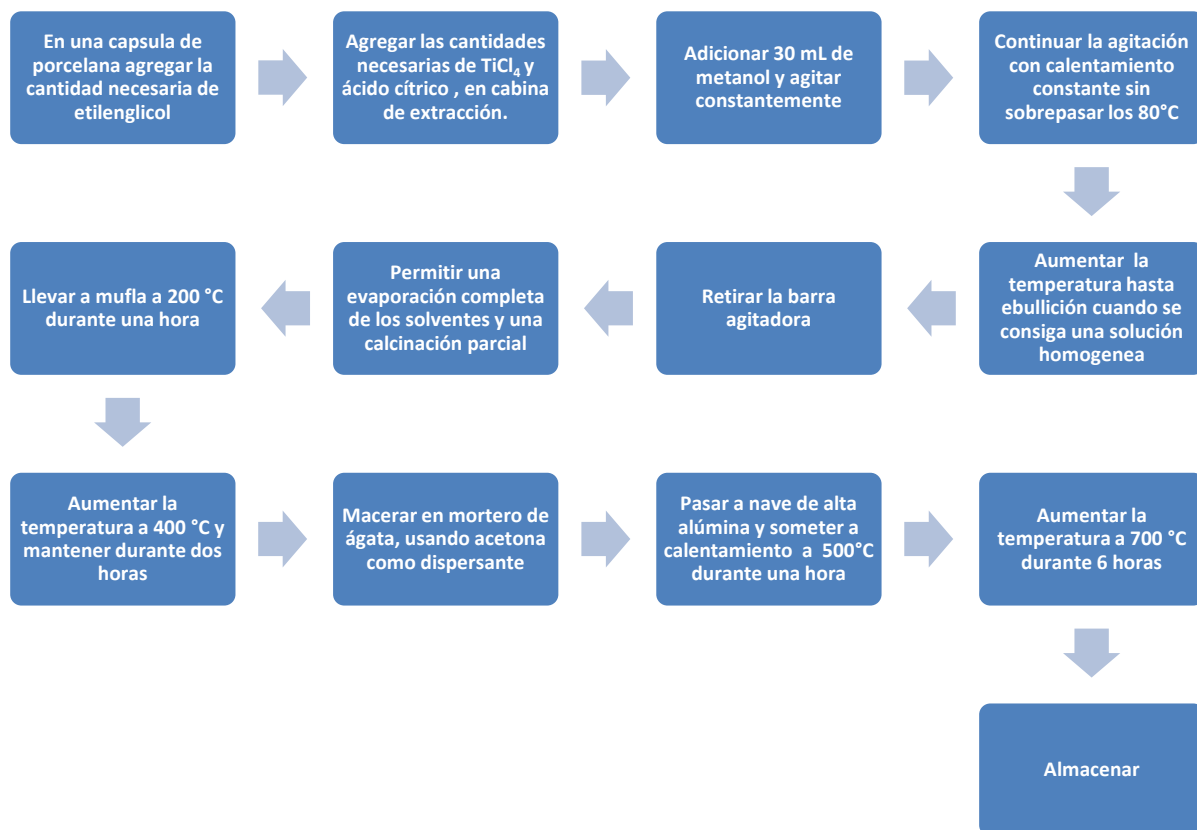 En una capsula de
porcelana agregar la
cantidad necesaria de
etilenglicol
Agregar las cantidades
necesarias de TiCl₄ y
ácido cítrico , en cabina
de extracción.
Adicionar 30 mL de
metanol y agitar
constantemente
Continuar la agitación
con calentamiento
constante sin
sobrepasar los 80°C
Aumentar la
temperatura hasta
ebullición cuando se
consiga una solución
homogenea
Retirar la barra
agitadora
Permitir una
evaporación completa
de los solventes y una
calcinación parcial
Llevar a mufla a 200 °C
durante una hora
Aumentar la
temperatura a 400 °C y
mantener durante dos
horas
Macerar en mortero de
ágata, usando acetona
como dispersante
Pasar a nave de alta
alúmina y someter a
calentamiento a 500°C
durante una hora
Aumentar la
temperatura a 700 °C
durante 6 horas
Almacenar